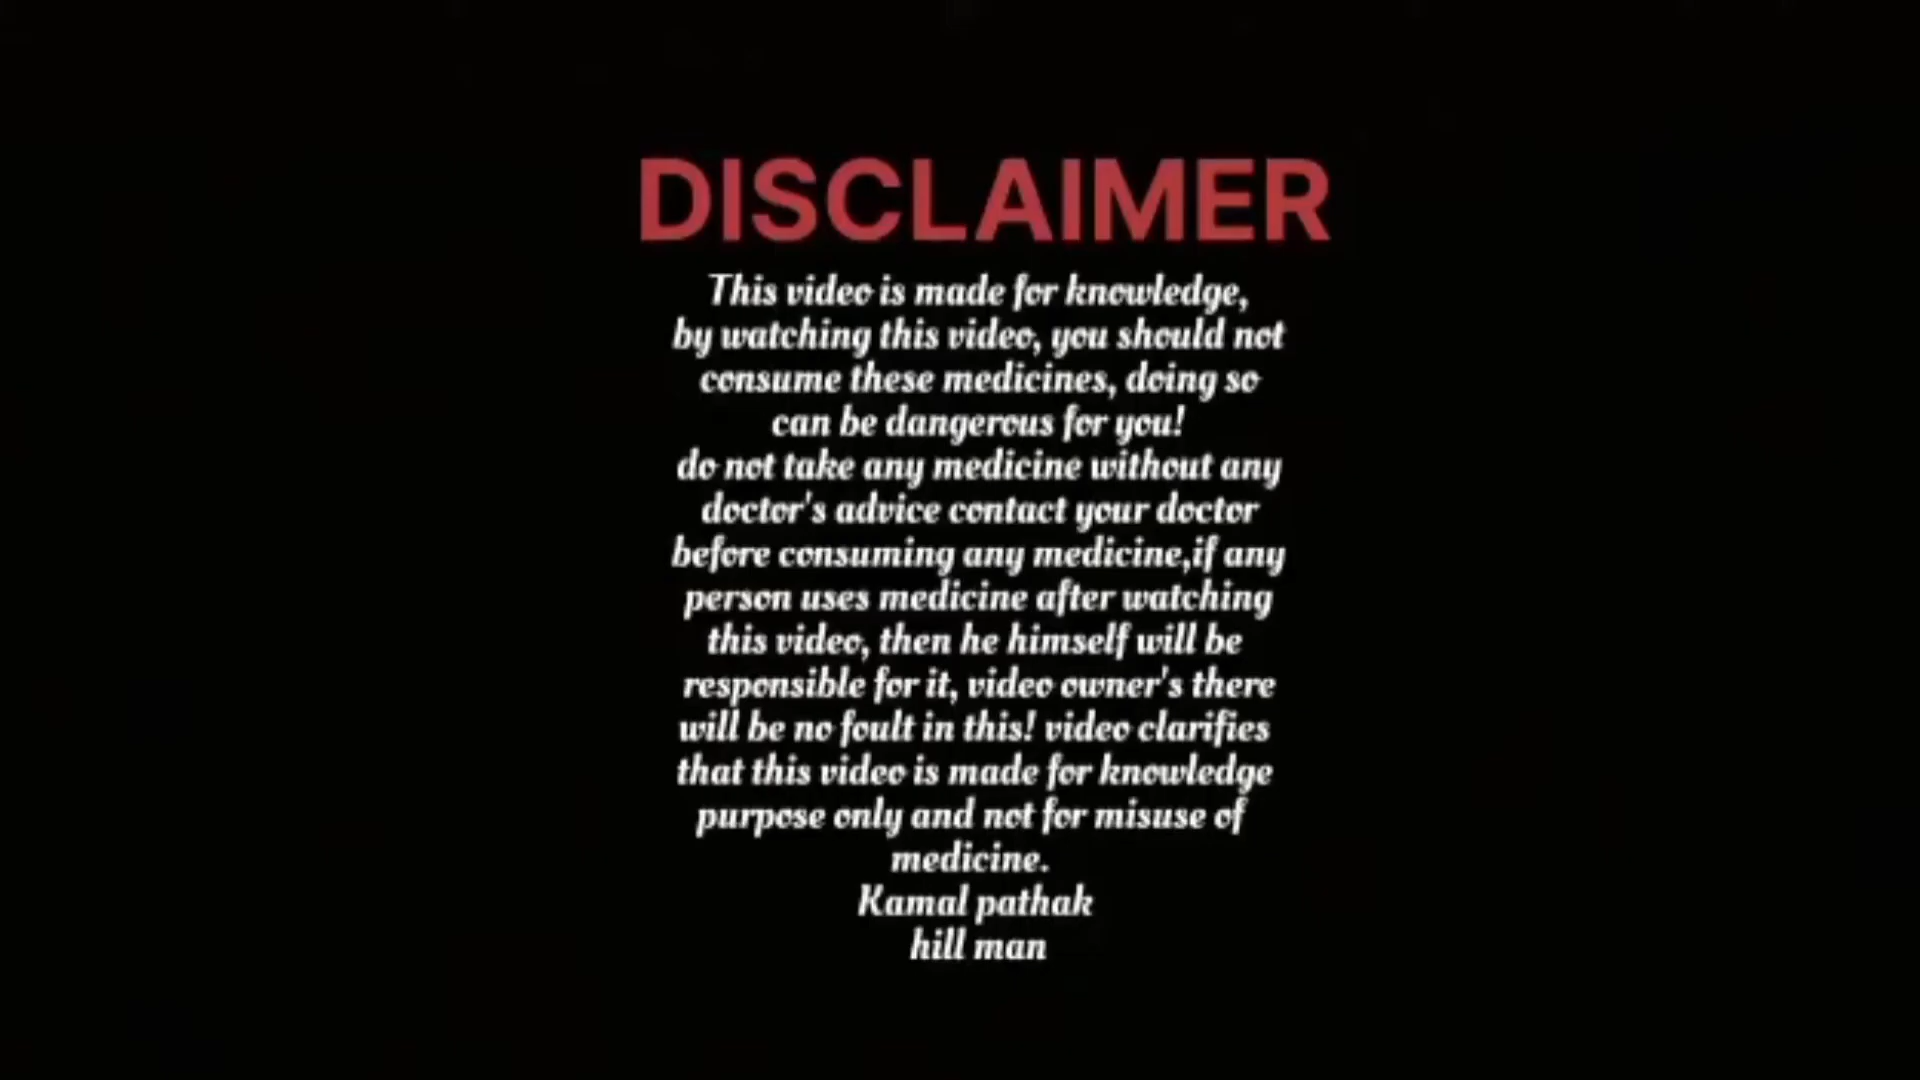 DISCLAIMER
This video is made for knowledge,
by watching this video, you should not
consume these medicines, doing so
can be dangerous for you!
do not take any medicine without any
doctor's advice contact your doctor
before consuming any medicine,if any
person uses medicine after watching
this video, then he himself will be
responsible for it, video owner's there
will be no foult in this! video clarifies
that this video is made for knowledge
purpose only and not for misuse of
medicine.
Kamal pathak
hill man